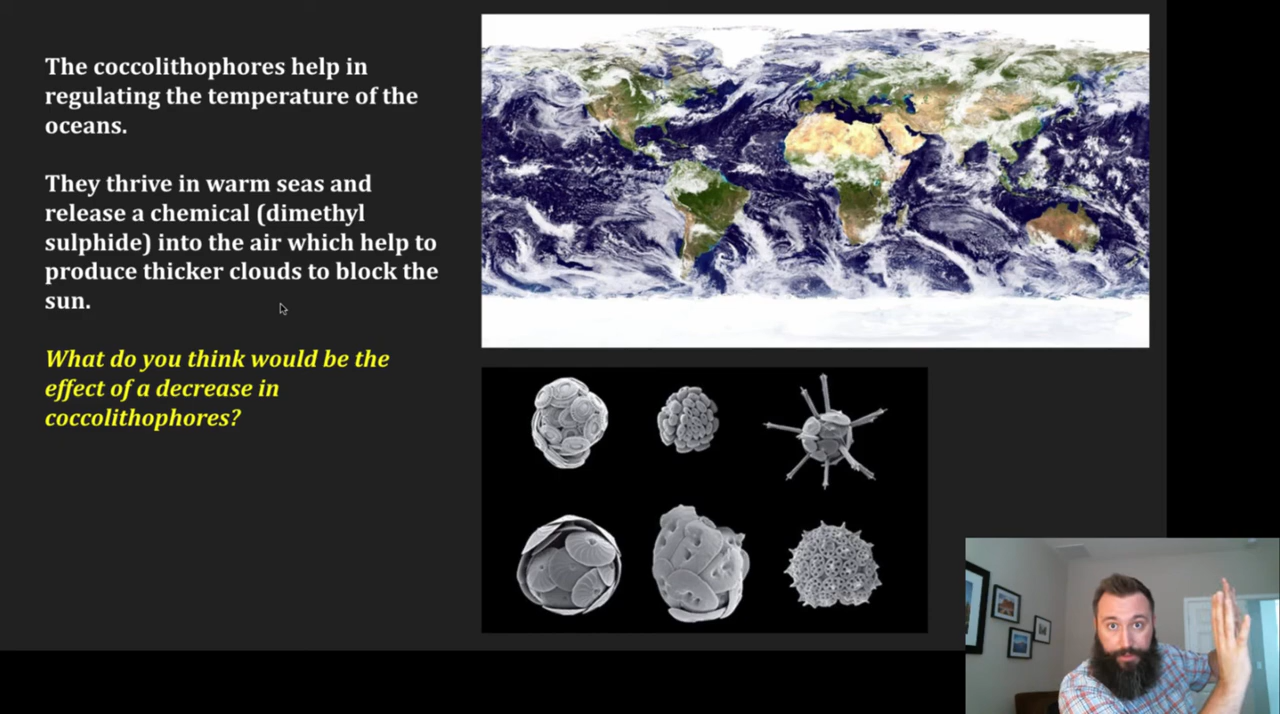 The coccolithophores help in
regulating the temperature of the
oceans.
They thrive in warm seas and
release a chemical (dimethyl
sulphide) into the air which help to
produce thicker clouds to block the
sun.
What do you think would be the
effect of a decrease in
coccolithophores?